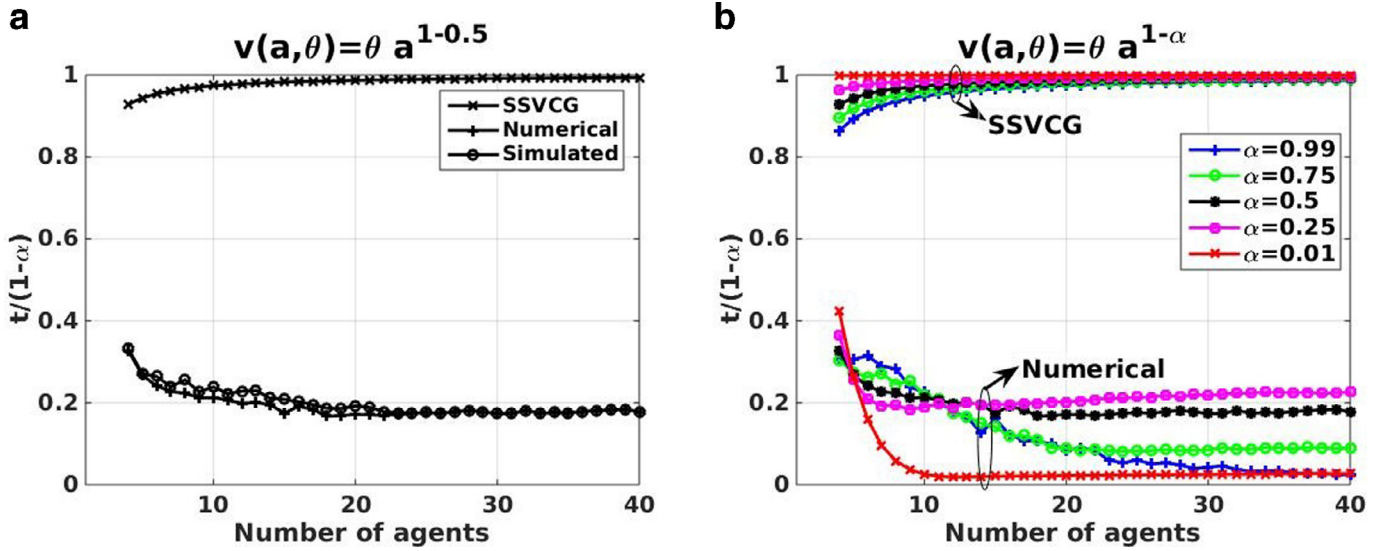 a
v(a,θ)=θ a^1-0.5
1
0.8
0.6
0.4
0.2
0
t/(1-α)
SSVCG
Numerical
Simulated
10
20
30
40
Number of agents
b
v(a,θ)=θ a^1-α
1
0.8
0.6
0.4
0.2
0
t/(1-α)
SSVCG
α=0.99
α=0.75
α=0.5
α=0.25
α=0.01
Numerical
10
20
30
40
Number of agents